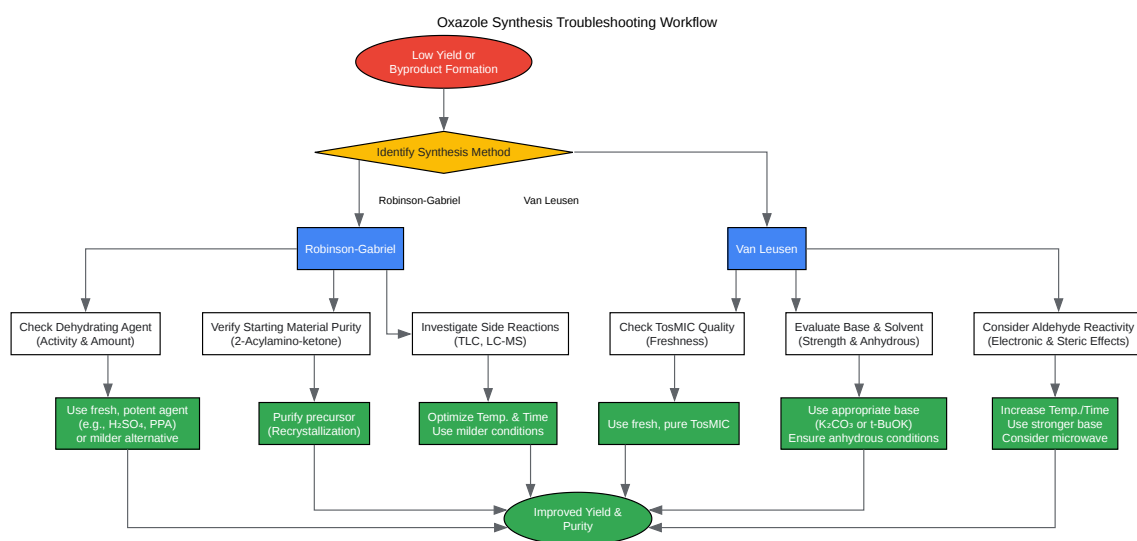 Oxazole Synthesis Troubleshooting Workflow
Low Yield or
Byproduct Formation
Identify Synthesis Method
Robinson-Gabriel
Van Leusen
Robinson-Gabriel
Van Leusen
Check Dehydrating Agent
(Activity & Amount)
Verify Starting Material Purity
(2-Acylamino-ketone)
Investigate Side Reactions
(TLC, LC-MS)
Check TosMIC Quality
(Freshness)
Evaluate Base & Solvent
(Strength & Anhydrous)
Consider Aldehyde Reactivity
(Electronic & Steric Effects)
Use fresh, potent agent
(e.g., H₂SO₄, PPA)
or milder alternative
Purify precursor
(Recrystallization)
Optimize Temp. & Time
Use milder conditions
Use fresh, pure TosMIC
Use appropriate base
(K₂CO₃ or t-BuOK)
Ensure anhydrous conditions
Increase Temp./Time
Use stronger base
Consider microwave
Improved Yield &
Purity